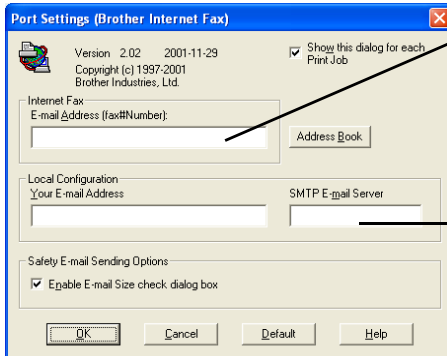 Port Settings (Brother Internet Fax)
Version 2.02 2001-11-29
Copyright (c) 1997-2001
Brother Industries, Ltd.
Show this dialog for each
Print Job
Internet Fax
E-mail Address (fax#Number):
Address Book
Local Configuration
Your E-mail Address
SMTP E-mail Server
Safety E-mail Sending Options
Enable E-mail Size check dialog box
OK Cancel Default Help